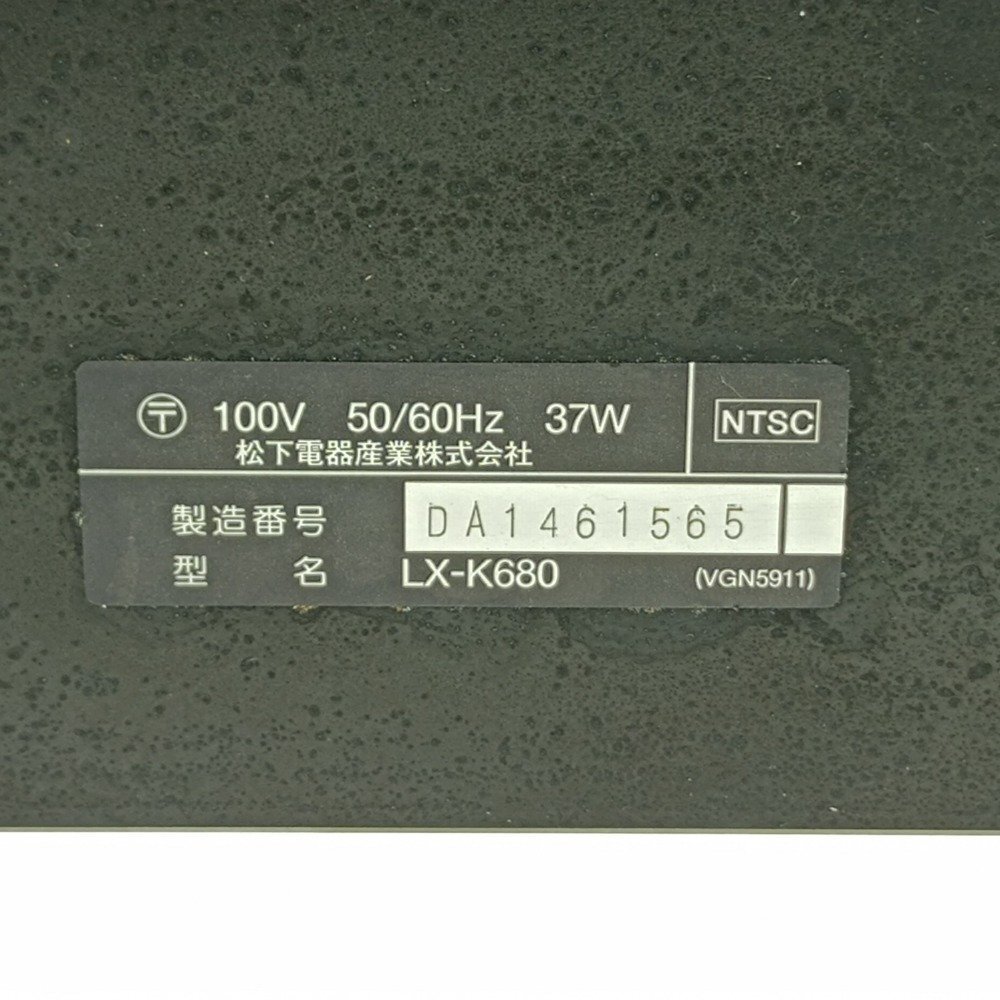 〶 100V 50/60Hz 37W NTSC
松下電器産業株式会社
製造番号 DA1461565
型名 LX-K680 (VGN5911)